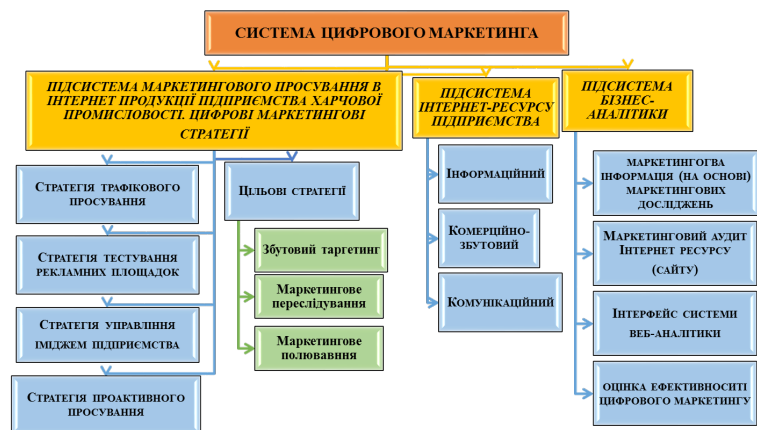 СИСТЕМА ЦИФРОВОГО МАРКЕТИНГА
ПІДСИСТЕМА МАРКЕТИНГОВОГО ПРОСУВАННЯ В
ІНТЕРНЕТ ПРОДУКЦІЇ ПІДПРИЄМСТВА ХАРЧОВОЇ
ПРОМИСЛОВОСТІ. ЦИФРОВІ МАРКЕТИНГОВІ
СТРАТЕГІЇ
СТРАТЕГІЯ ТРАФІКОВОГО
ПРОСУВАННЯ
СТРАТЕГІЯ ТЕСТУВАННЯ
РЕКЛАМНИХ ПЛОЩАДОК
СТРАТЕГІЯ УПРАВЛІННЯ
ІМІДЖЕМ ПІДПРИЄМСТВА
СТРАТЕГІЯ ПРОАКТИВНОГО
ПРОСУВАННЯ
ЦІЛЬОВІ СТРАТЕГІЇ
Збутовий таргетинг
Маркетингове
переслідування
Маркетингове
полювавння
ПІДСИСТЕМА
ІНТЕРНЕТ-РЕСУРСУ
ПІДПРИЄМСТВА
ІНФОРМАЦІЙНИЙ
КОМЕРЦІЙНО-
ЗБУТОВИЙ
КОМУНІКАЦІЙНИЙ
ПІДСИСТЕМА
БІЗНЕС-
АНАЛІТИКИ
МАРКЕТИНГОГВА
ІНФОРМАЦІЯ (НА ОСНОВІ)
МАРКЕТИНГОВИХ
ДОСЛІДЖЕНЬ
МАРКЕТИНГОВИЙ АУДИТ
ІНТЕРНЕТ РЕСУРСУ
(САЙТУ)
ІНТЕРФЕЙС СИСТЕМИ
ВЕБ-АНАЛІТИКИ
ОЦІНКА ЕФЕКТИВНОСИТІ
ЦИФРОВОГО МАРКЕТИНГУ